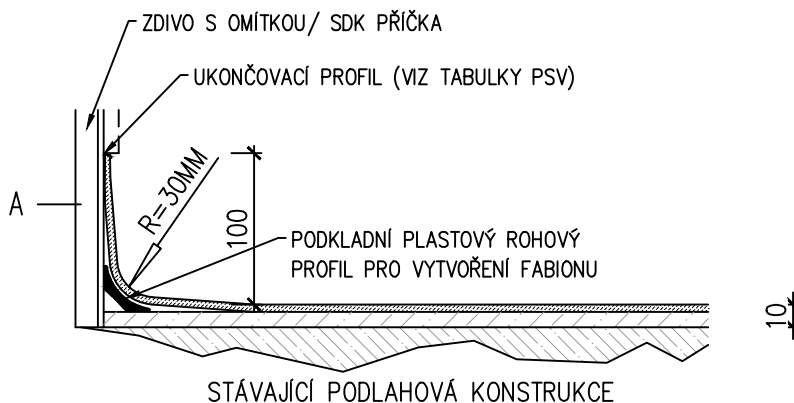 ZDIVO S OMÍTKOU/ SDK PŘÍČKA
UKONČOVACÍ PROFIL (VIZ TABULKY PSV)
A
R=30MM
100
PODKLADNÍ PLASTOVÝ ROHOVÝ
PROFIL PRO VYTVOŘENÍ FABIONU
10
STÁVAJÍCÍ PODLAHOVÁ KONSTRUKCE